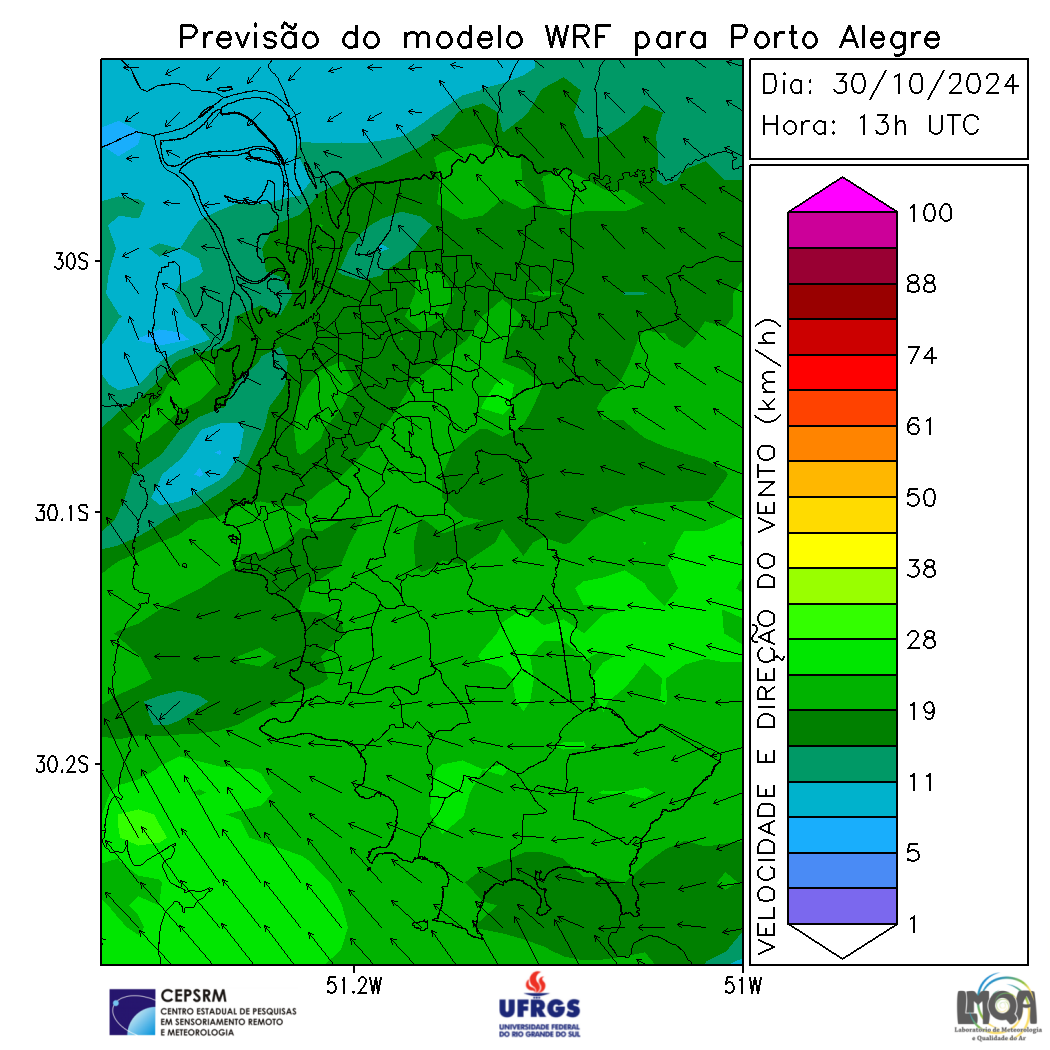 Previsão do modelo WRF para Porto Alegre
Dia: 30/10/2024
Hora: 13h UTC
30S
30.1S
30.2S
51.2W
51W
VELOCIDADE E DIREÇÃO DO VENTO (km/h)
100
88
74
61
50
38
28
19
11
5
1
CEPSRM
CENTRO ESTADUAL DE PESQUISAS
EM SENSORIAMENTO REMOTO
E METEOROLOGIA
UFRGS
UNIVERSIDADE FEDERAL
DO RIO GRANDE DO SUL
LMQA
Laboratório de Meteorologia
e Qualidade do Ar